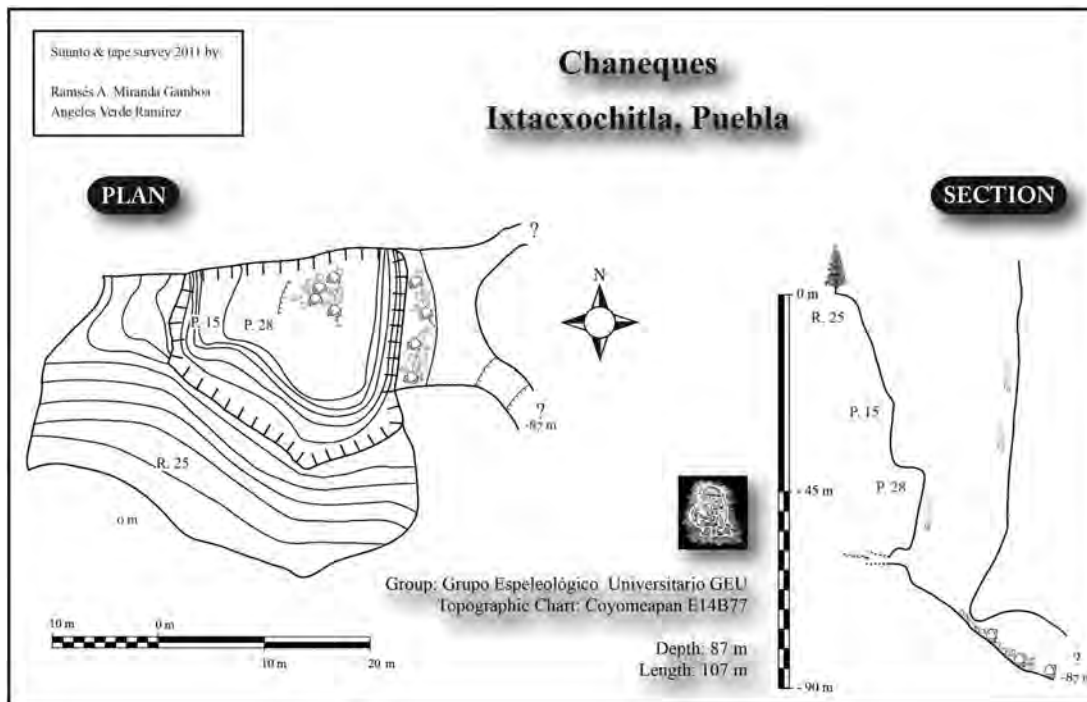 Suunto & tape survey 2011 by:
Ramsés A. Miranda Gamboa
Angeles Verde Ramírez
Chaneques
Ixtacxochitla, Puebla
PLAN
SECTION
?
P. 15
P. 28
N
R. 25
0 m
?
-87 m
0 m
R. 25
P. 15
P. 28
- 45 m
?
-87 m
- 90 m
Group: Grupo Espeleológico Universitario GEU
Topographic Chart: Coyomeapan E14B77
Depth: 87 m
Length: 107 m
10 m
0 m
10 m
20 m